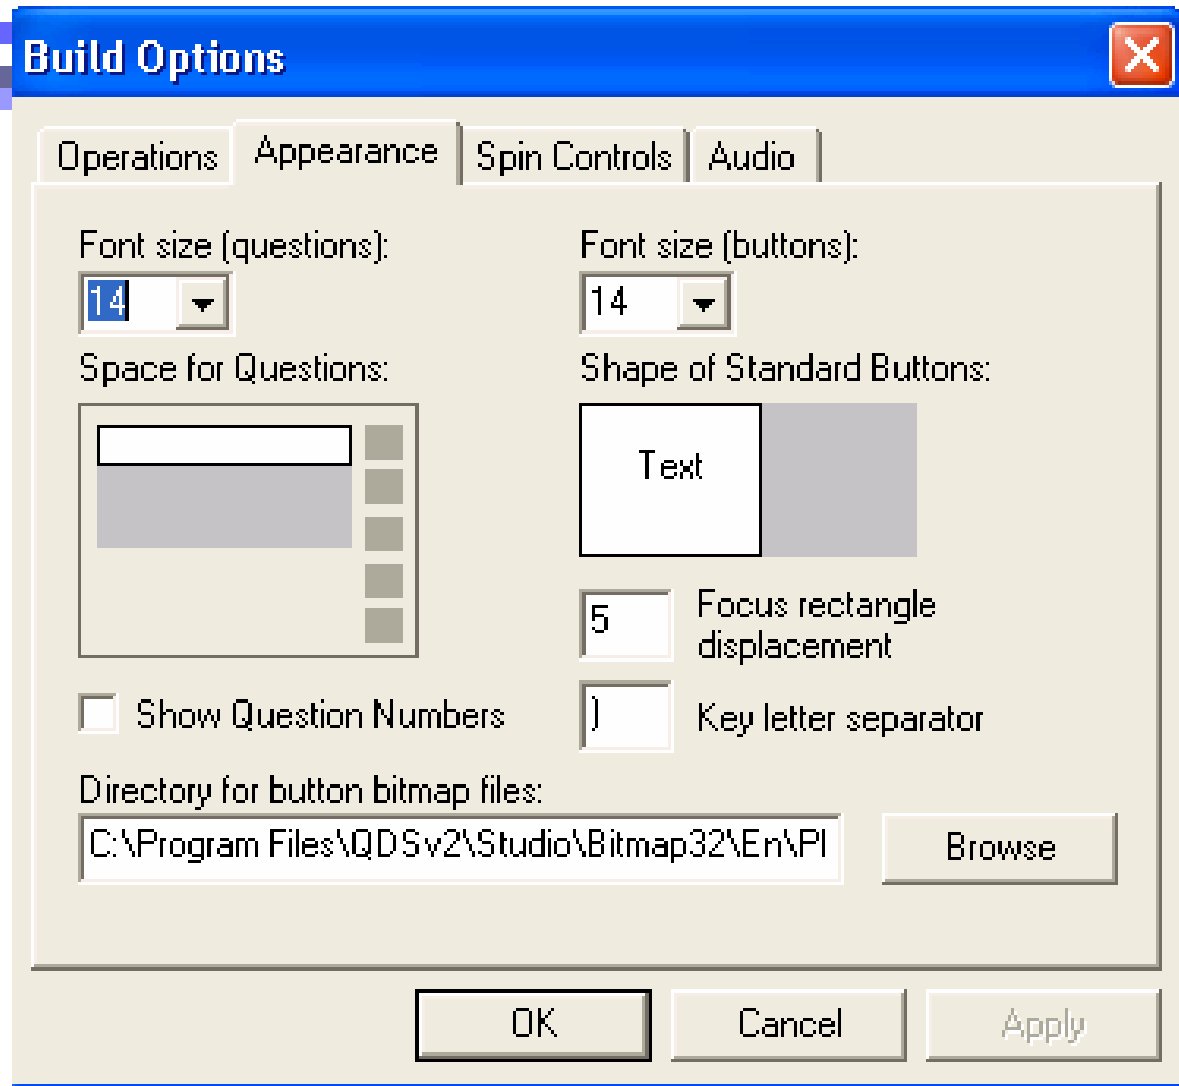 Build Options
Operations Appearance Spin Controls Audio
Font size (questions): Font size (buttons):
14 14
Space for Questions: Shape of Standard Buttons:
Text
5 Focus rectangle
displacement
Show Question Numbers ) Key letter separator
Directory for button bitmap files:
C:\Program Files\QDSv2\Studio\Bitmap32\En\Pl Browse
OK Cancel Apply